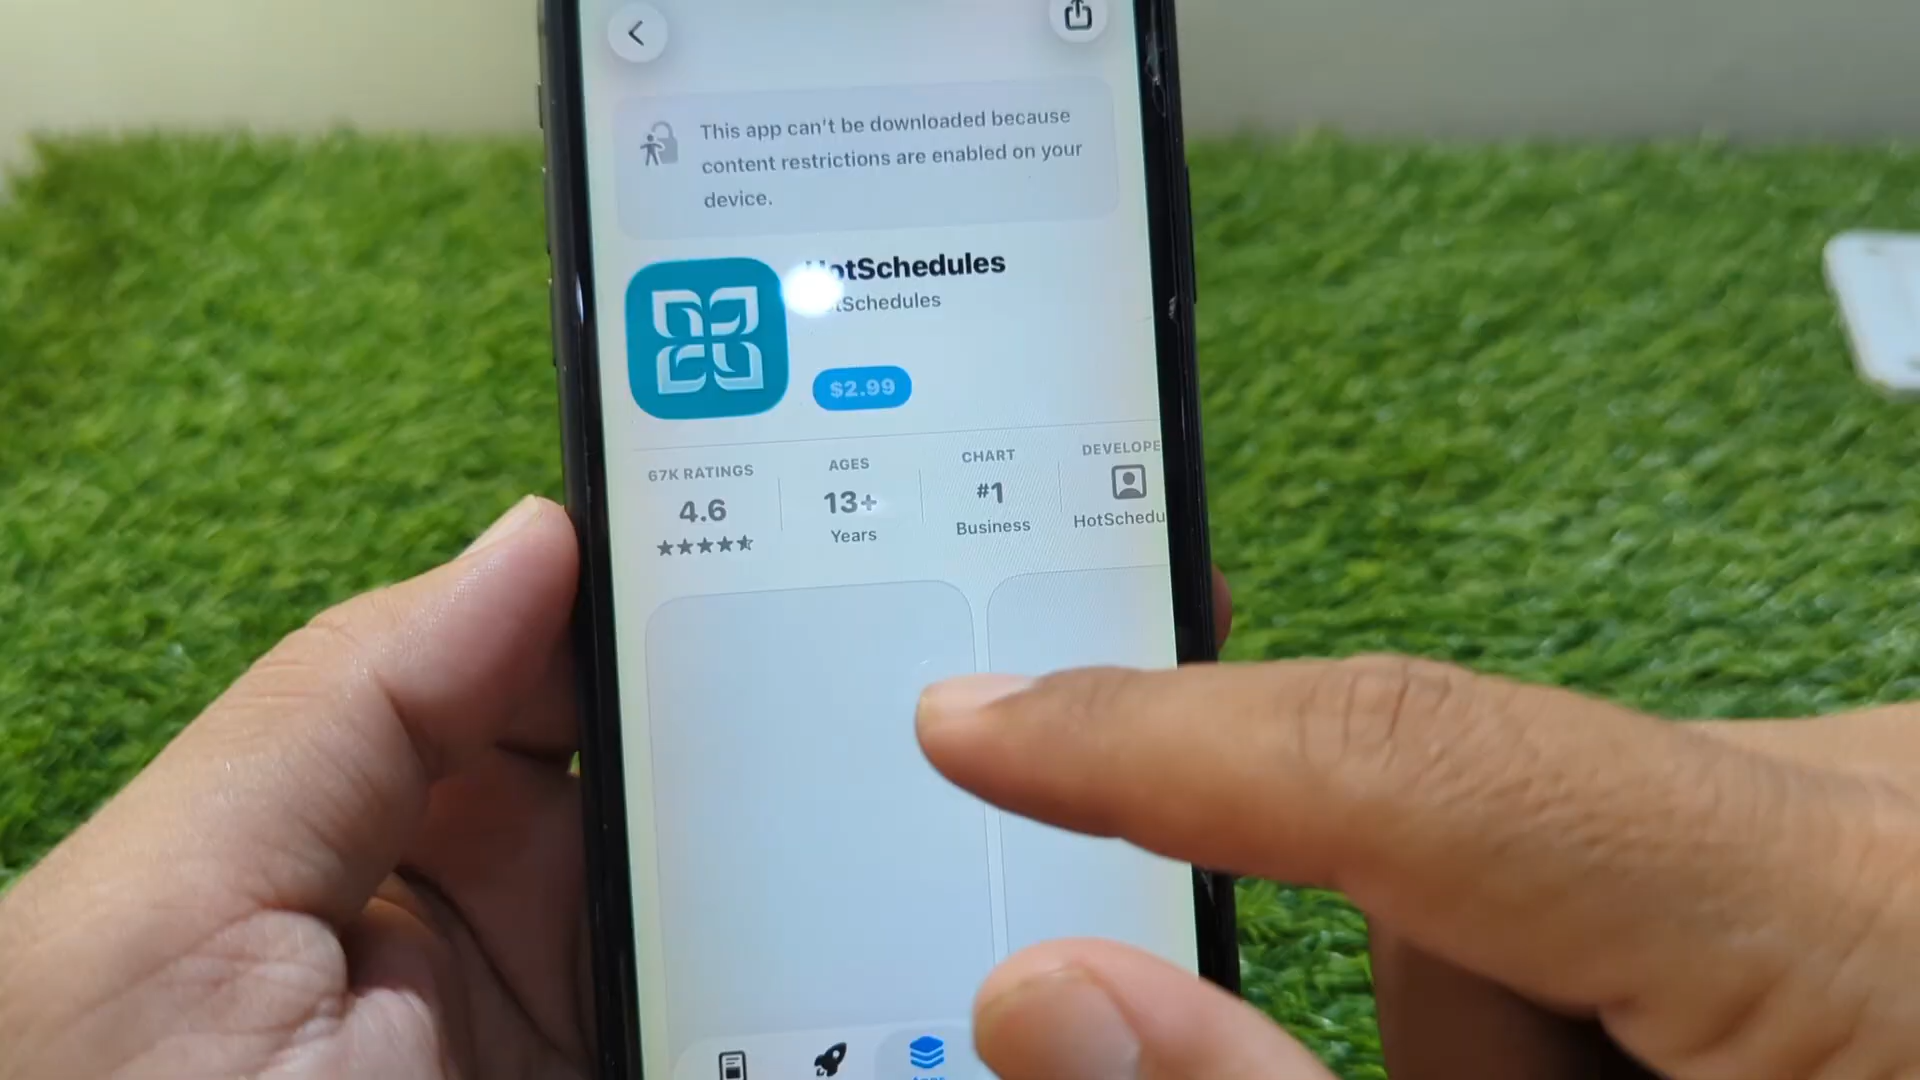 This app can't be downloaded because
content restrictions are enabled on your
device.
HotSchedules
$2.99
67K RATINGS
4.6
AGES
13+
Years
CHART
#1
Business
DEVELOPE
HotSchedu